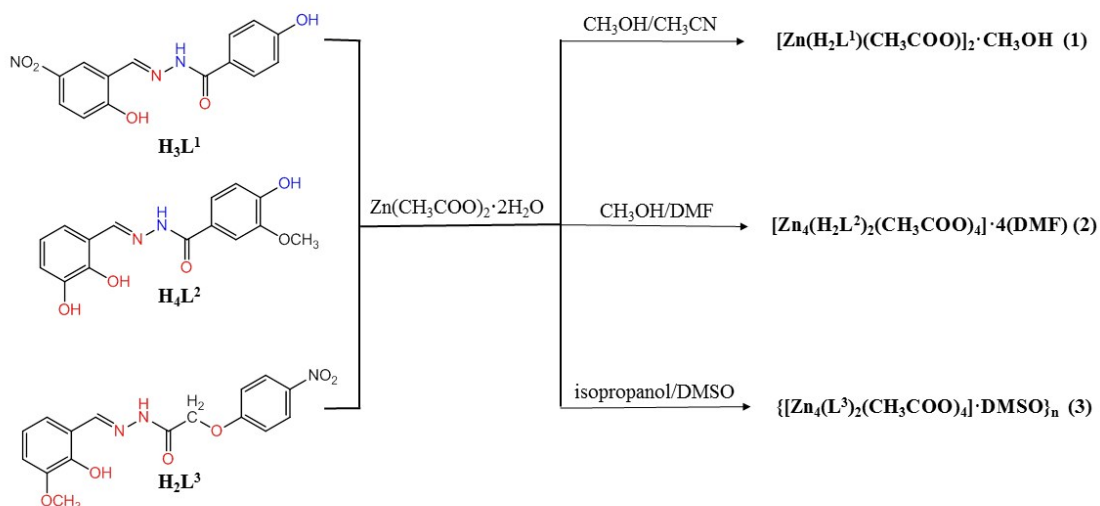 OH
NO₂
H
N
N
O
OH
H₃L¹
CH₃OH/CH₃CN
[Zn(H₂L¹)(CH₃COO)]₂·CH₃OH (1)
OH
H
N
N
OCH₃
O
OH
OH
H₄L²
Zn(CH₃COO)₂·2H₂O
CH₃OH/DMF
[Zn₄(H₂L²)₂(CH₃COO)₄]·4(DMF) (2)
NO₂
H
N
N
H₂
C
O
O
OH
OCH₃
H₂L³
isopropanol/DMSO
{[Zn₄(L³)₂(CH₃COO)₄]·DMSO}ₙ (3)